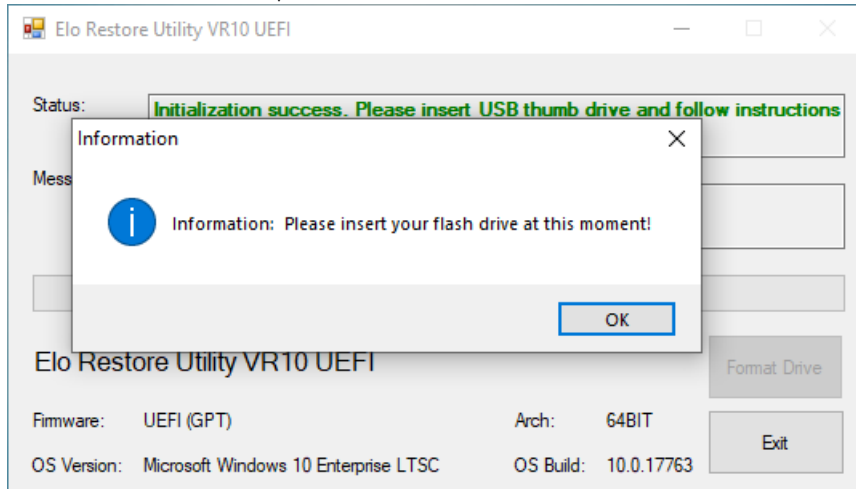 Elo Restore Utility VR10 UEFI
Status:
Initialization success. Please insert USB thumb drive and follow instructions
Information
Mess
Information: Please insert your flash drive at this moment!
OK
Elo Restore Utility VR10 UEFI
Format Drive
Firmware: UEFI (GPT) Arch: 64BIT
Exit
OS Version: Microsoft Windows 10 Enterprise LTSC OS Build: 10.0.17763